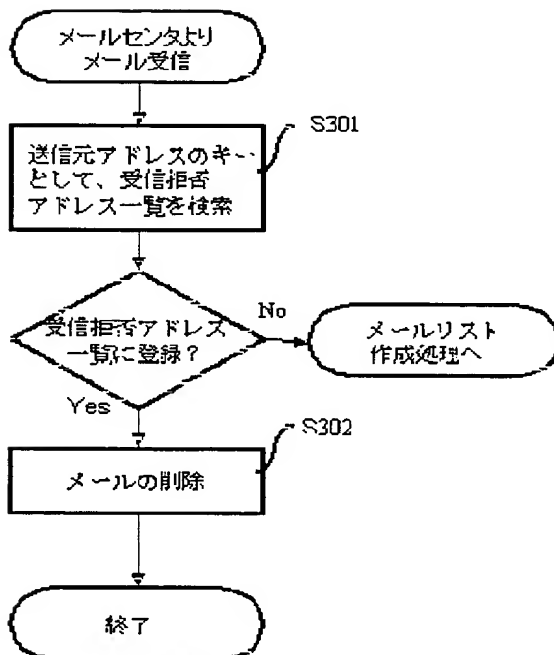 メールセンタより
メール受信
S301
送信元アドレスのキー
として、受信拒否
アドレス一覧を検索
受信拒否アドレス
一覧に登録？
No
メールリスト
作成処理へ
Yes
S302
メールの削除
終了